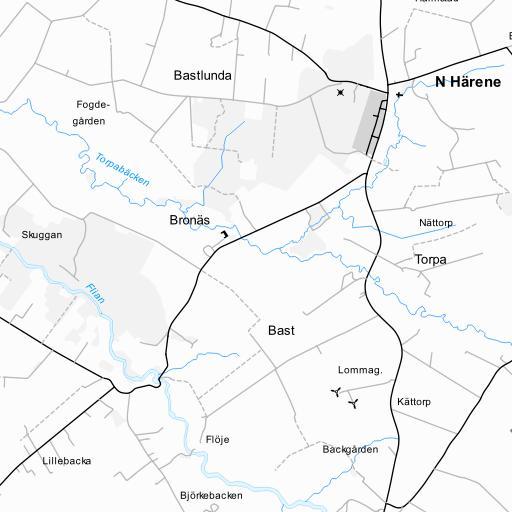 Bastlunda
N Härene
Fogde-
gården
Torpabäcken
Bronäs
Nättorp
Skuggan
Torpa
Flian
Bast
Lommag.
Kättorp
Flöje
Backgården
Lillebacka
Björkebacken